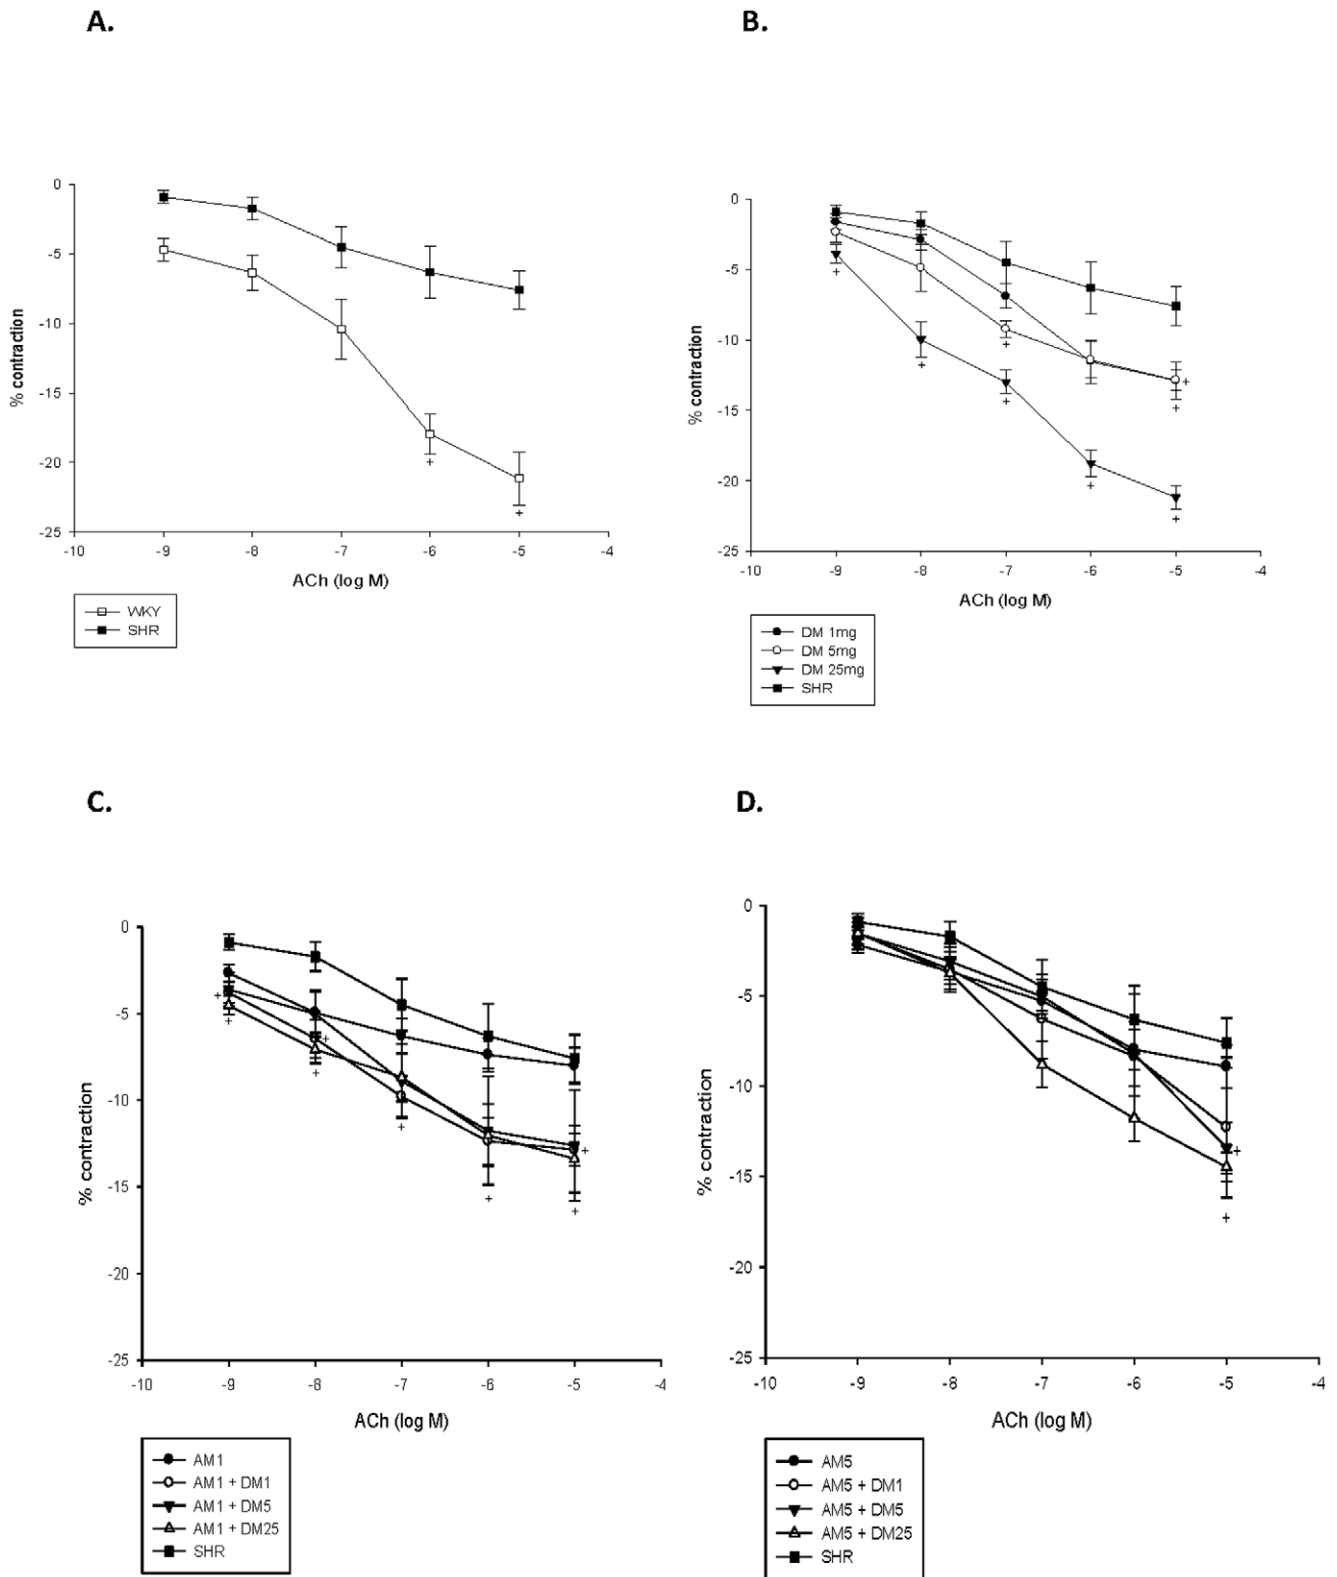 A.
0
-5
-10
-15
-20
-25
% contraction
+
+
-10 -9 -8 -7 -6 -5 -4
ACh (log M)
WKY
SHR
B.
0
-5
-10
-15
-20
-25
% contraction
+
+
+
+
+
+
+
+
-10 -9 -8 -7 -6 -5 -4
ACh (log M)
DM 1mg
DM 5mg
DM 25mg
SHR
C.
0
-5
-10
-15
-20
-25
% contraction
+
+
+
+
+
+
+
+
-10 -9 -8 -7 -6 -5 -4
ACh (log M)
AM1
AM1 + DM1
AM1 + DM5
AM1 + DM25
SHR
D.
0
-5
-10
-15
-20
-25
% contraction
+
+
-10 -9 -8 -7 -6 -5 -4
ACh (log M)
AM5
AM5 + DM1
AM5 + DM5
AM5 + DM25
SHR